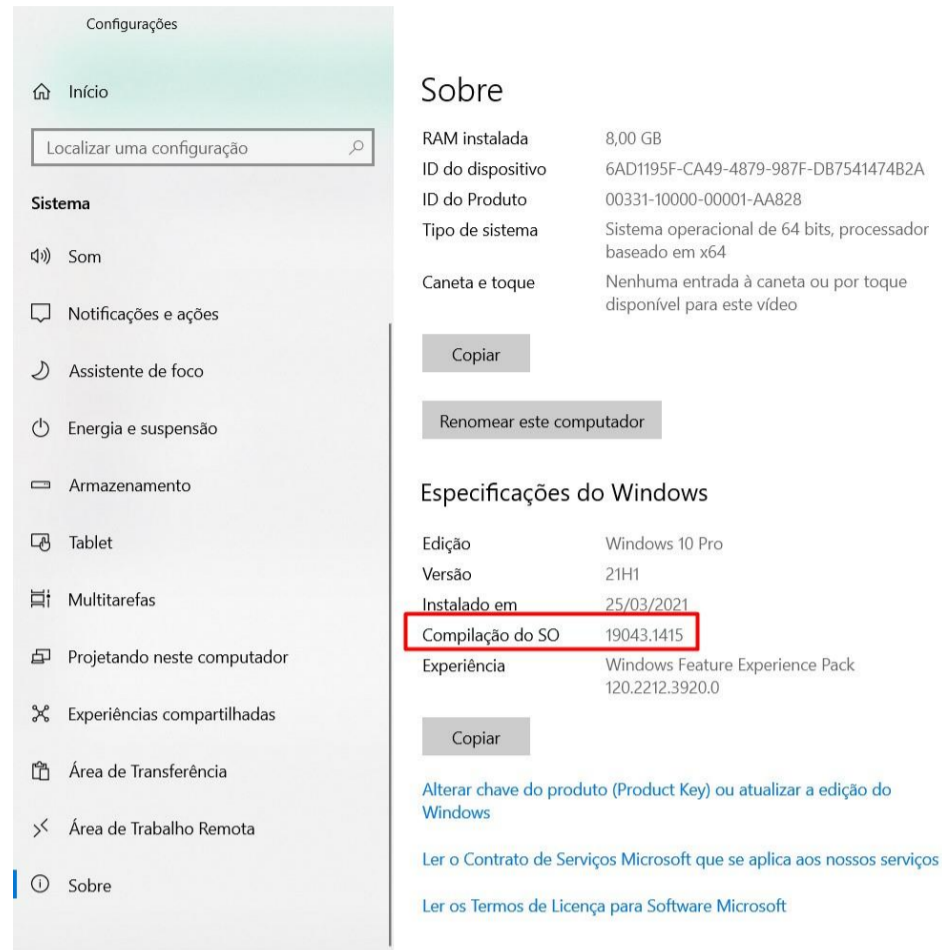 Configurações
Início
Localizar uma configuração
Sistema
Som
Notificações e ações
Assistente de foco
Energia e suspensão
Armazenamento
Tablet
Multitarefas
Projetando neste computador
Experiências compartilhadas
Área de Transferência
Área de Trabalho Remota
Sobre
Sobre
RAM instalada 8,00 GB
ID do dispositivo 6AD1195F-CA49-4879-987F-DB7541474B2A
ID do Produto 00331-10000-00001-AA828
Tipo de sistema Sistema operacional de 64 bits, processador
baseado em x64
Caneta e toque Nenhuma entrada à caneta ou por toque
disponível para este vídeo
Copiar
Renomear este computador
Especificações do Windows
Edição Windows 10 Pro
Versão 21H1
Instalado em 25/03/2021
Compilação do SO 19043.1415
Experiência Windows Feature Experience Pack
120.2212.3920.0
Copiar
Alterar chave do produto (Product Key) ou atualizar a edição do
Windows
Ler o Contrato de Serviços Microsoft que se aplica aos nossos serviços
Ler os Termos de Licença para Software Microsoft